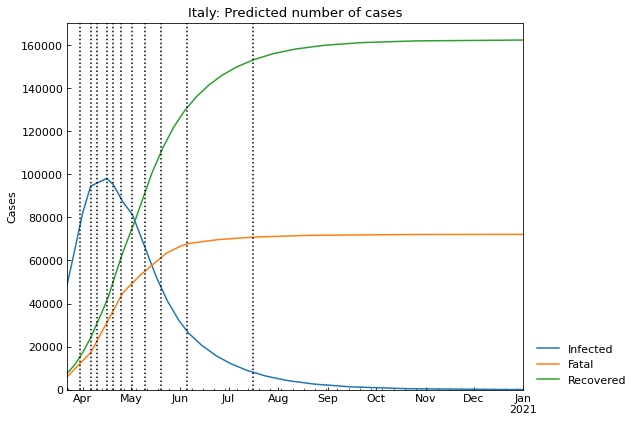 Italy: Predicted number of cases
Cases
160000
140000
120000
100000
80000
60000
40000
20000
0
Apr May Jun Jul Aug Sep Oct Nov Dec Jan
2021
Infected
Fatal
Recovered